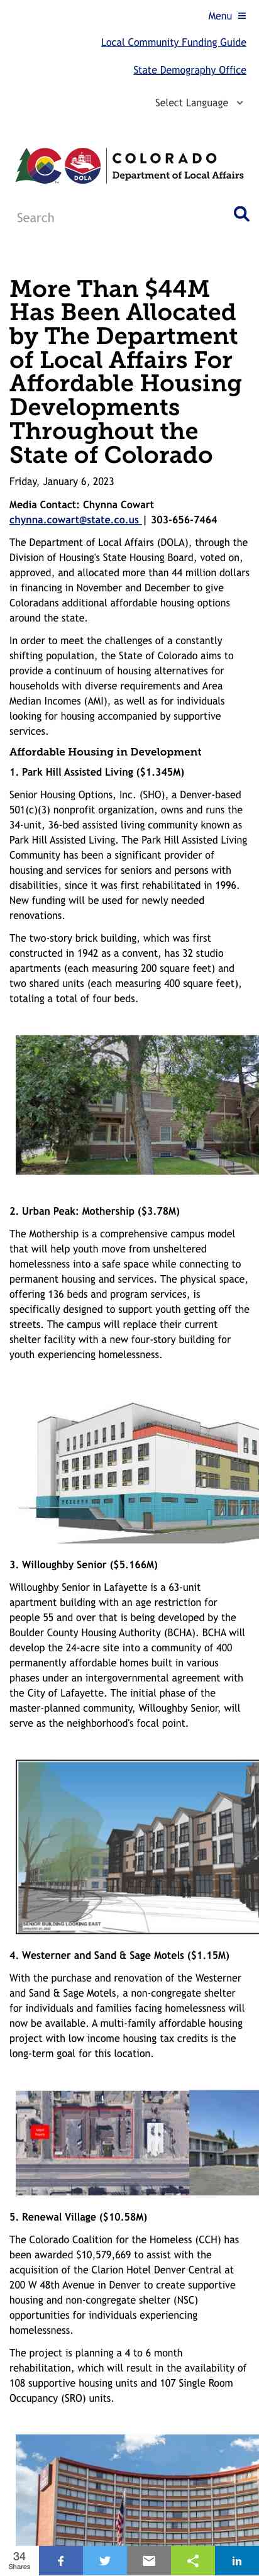 Menu ≡
Local Community Funding Guide
State Demography Office
Select Language
COLORADO
Department of Local Affairs
DOLA
Search
More Than $44M
Has Been Allocated
by The Department
of Local Affairs For
Affordable Housing
Developments
Throughout the
State of Colorado
Friday, January 6, 2023
Media Contact: Chynna Cowart
chynna.cowart@state.co.us | 303-656-7464
The Department of Local Affairs (DOLA), through the
Division of Housing's State Housing Board, voted on,
approved, and allocated more than 44 million dollars
in financing in November and December to give
Coloradans additional affordable housing options
around the state.
In order to meet the challenges of a constantly
shifting population, the State of Colorado aims to
provide a continuum of housing alternatives for
households with diverse requirements and Area
Median Incomes (AMI), as well as for individuals
looking for housing accompanied by supportive
services.
Affordable Housing in Development
1. Park Hill Assisted Living ($1.345M)
Senior Housing Options, Inc. (SHO), a Denver-based
501(c)(3) nonprofit organization, owns and runs the
34-unit, 36-bed assisted living community known as
Park Hill Assisted Living. The Park Hill Assisted Living
Community has been a significant provider of
housing and services for seniors and persons with
disabilities, since it was first rehabilitated in 1996.
New funding will be used for newly needed
renovations.
The two-story brick building, which was first
constructed in 1942 as a convent, has 32 studio
apartments (each measuring 200 square feet) and
two shared units (each measuring 400 square feet),
totaling a total of four beds.
2. Urban Peak: Mothership ($3.78M)
The Mothership is a comprehensive campus model
that will help youth move from unsheltered
homelessness into a safe space while connecting to
permanent housing and services. The physical space,
offering 136 beds and program services, is
specifically designed to support youth getting off the
streets. The campus will replace their current
shelter facility with a new four-story building for
youth experiencing homelessness.
3. Willoughby Senior ($5.166M)
Willoughby Senior in Lafayette is a 63-unit
apartment building with an age restriction for
people 55 and over that is being developed by the
Boulder County Housing Authority (BCHA). BCHA will
develop the 24-acre site into a community of 400
permanently affordable homes built in various
phases under an intergovernmental agreement with
the City of Lafayette. The initial phase of the
master-planned community, Willoughby Senior, will
serve as the neighborhood's focal point.
SENIOR BUILDING LOOKING EAST
4. Westerner and Sand & Sage Motels ($1.15M)
With the purchase and renovation of the Westerner
and Sand & Sage Motels, a non-congregate shelter
for individuals and families facing homelessness will
now be available. A multi-family affordable housing
project with low income housing tax credits is the
long-term goal for this location.
5. Renewal Village ($10.58M)
The Colorado Coalition for the Homeless (CCH) has
been awarded $10,579,669 to assist with the
acquisition of the Clarion Hotel Denver Central at
200 W 48th Avenue in Denver to create supportive
housing and non-congregate shelter (NSC)
opportunities for individuals experiencing
homelessness.
The project is planning a 4 to 6 month
rehabilitation, which will result in the availability of
108 supportive housing units and 107 Single Room
Occupancy (SRO) units.
34
Shares